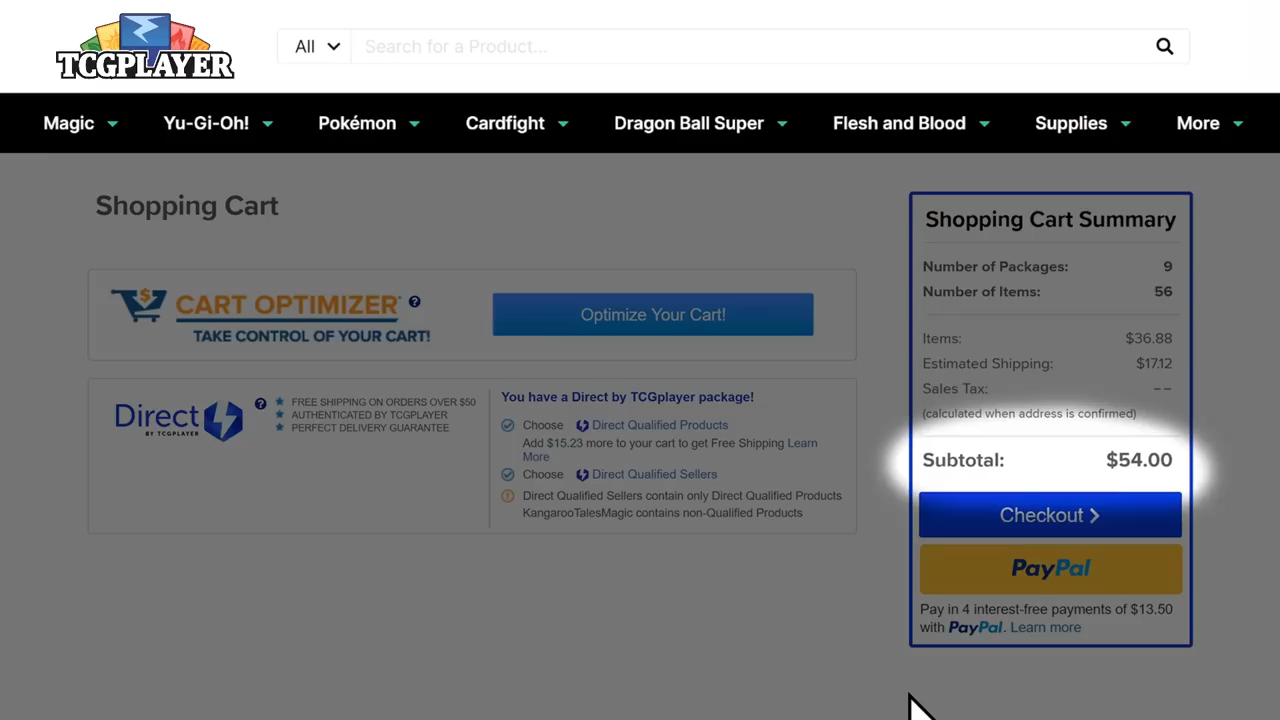 TCGPLAYER
All
Search for a Product...
Magic
Yu-Gi-Oh!
Pokémon
Cardfight
Dragon Ball Super
Flesh and Blood
Supplies
More
Shopping Cart
CART OPTIMIZER ?
TAKE CONTROL OF YOUR CART!
Optimize Your Cart!
Direct ?
BY TCGPLAYER
FREE SHIPPING ON ORDERS OVER $50
AUTHENTICATED BY TCGPLAYER
PERFECT DELIVERY GUARANTEE
You have a Direct by TCGplayer package!
Choose Direct Qualified Products
Add $15.23 more to your cart to get Free Shipping Learn
More
Choose Direct Qualified Sellers
Direct Qualified Sellers contain only Direct Qualified Products
KangarooTalesMagic contains non-Qualified Products
Shopping Cart Summary
Number of Packages: 9
Number of Items: 56
Items: $36.88
Estimated Shipping: $17.12
Sales Tax: --
(calculated when address is confirmed)
Subtotal: $54.00
Checkout
PayPal
Pay in 4 interest-free payments of $13.50
with PayPal. Learn more